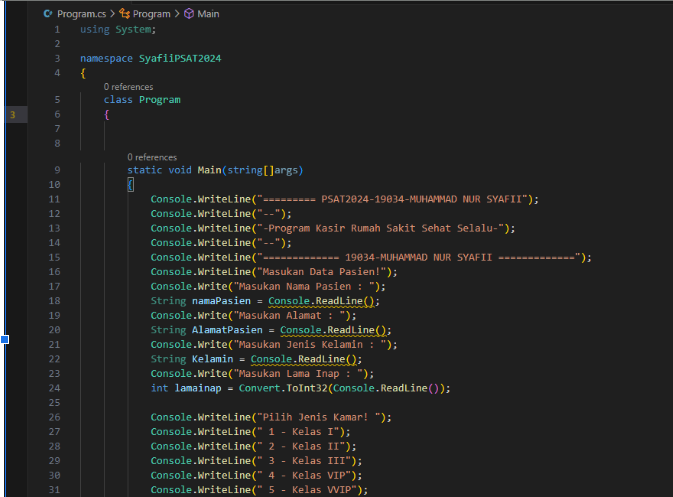 Program.cs > Program > Main
1 using System;
2
3 namespace SyafiiPSAT2024
4 {
0 references
5 class Program
3 6 {
7
8
0 references
9 static void Main(string[]args)
10 {
11 Console.WriteLine("========= PSAT2024-19034-MUHAMMAD NUR SYAFII");
12 Console.WriteLine("--");
13 Console.WriteLine("-Program Kasir Rumah Sakit Sehat Selalu-");
14 Console.WriteLine("--");
15 Console.WriteLine("============= 19034-MUHAMMAD NUR SYAFII =============");
16 Console.WriteLine("Masukan Data Pasien!");
17 Console.Write("Masukan Nama Pasien : ");
18 String namaPasien = Console.ReadLine();
19 Console.Write("Masukan Alamat : ");
20 String AlamatPasien = Console.ReadLine();
21 Console.Write("Masukan Jenis Kelamin : ");
22 String Kelamin = Console.ReadLine();
23 Console.Write("Masukan Lama Inap : ");
24 int lamainap = Convert.ToInt32(Console.ReadLine());
25
26 Console.WriteLine("Pilih Jenis Kamar! ");
27 Console.WriteLine(" 1 - Kelas I");
28 Console.WriteLine(" 2 - Kelas II");
29 Console.WriteLine(" 3 - Kelas III");
30 Console.WriteLine(" 4 - Kelas VIP");
31 Console.WriteLine(" 5 - Kelas VVIP");